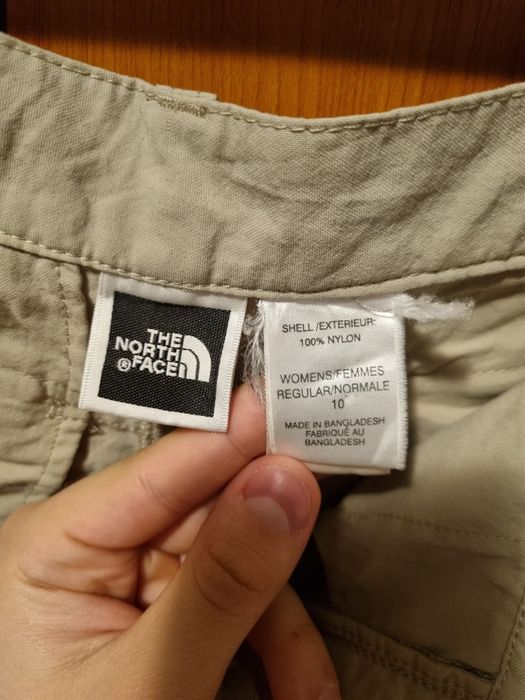 THE
NORTH
® FACE
SHELL /EXTERIEUR·
100% NYLON
WOMENS/FEMMES
REGULAR/NORMALE
10
MADE IN BANGLADESH
FABRIQUÉ AU
BANGLADESH